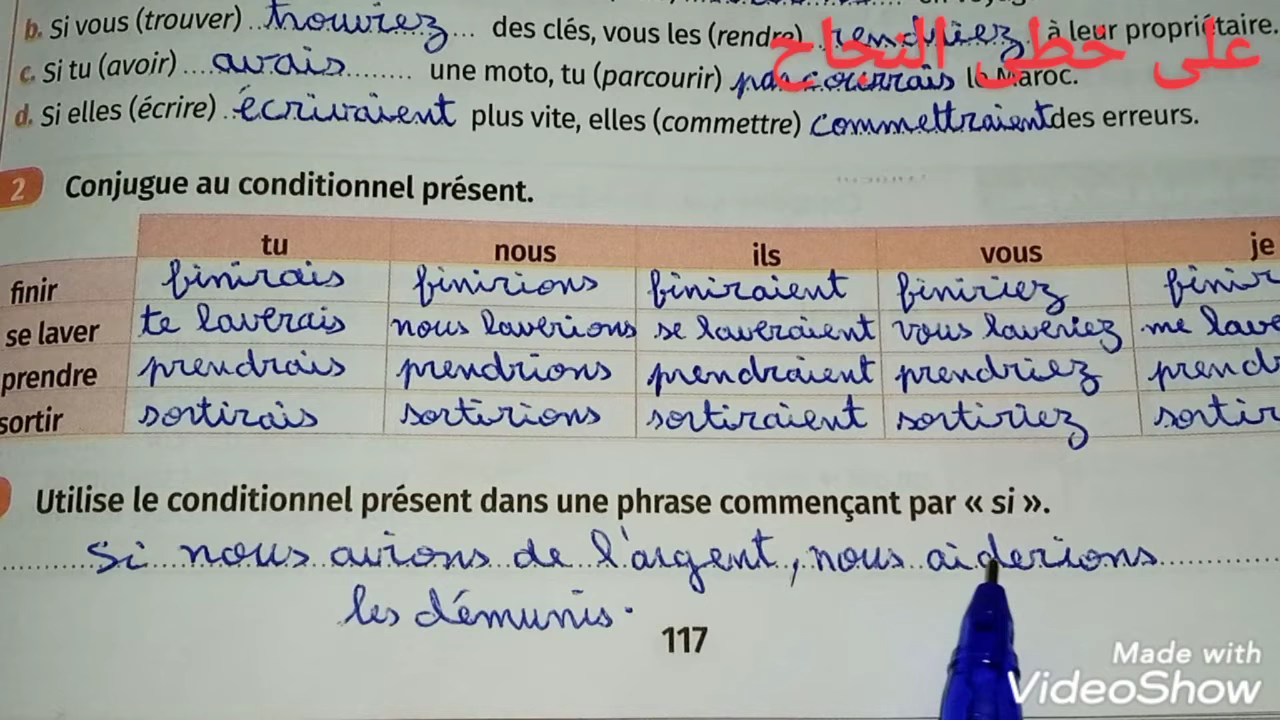 b. Si vous (trouver) ..trouviez... des clés, vous les (rendre) ..rendriez.. à leur propriétaire.
على خطى النجاح
c. Si tu (avoir) ....avais......... une moto, tu (parcourir) parcourrais le Maroc.
d. Si elles (écrire) .écrivaient plus vite, elles (commettre) commettraient des erreurs.
2 Conjugue au conditionnel présent.
tu nous ils vous je
finir finirais finirions finiraient finiriez finir
se laver te laverais nous laverions se laveraient vous laveriez me lave
prendre prendrais prendrions prendraient prendriez prend
sortir sortirais sortirions sortiraient sortiriez sortir
Utilise le conditionnel présent dans une phrase commençant par « si ».
Si nous avions de l'argent, nous aiderions
les démunis.
117
Made with
VideoShow